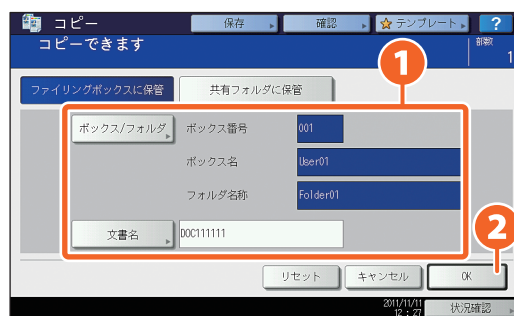 コピー 保存 確認 テンプレート ?
コピーできます 部数
1
1
ファイリングボックスに保管 共有フォルダに保管
ボックス/フォルダ ボックス番号 001
ボックス名 User01
フォルダ名称 Folder01
文書名 DOC111111
2
リセット キャンセル OK
2011/11/11
12:27 状況確認